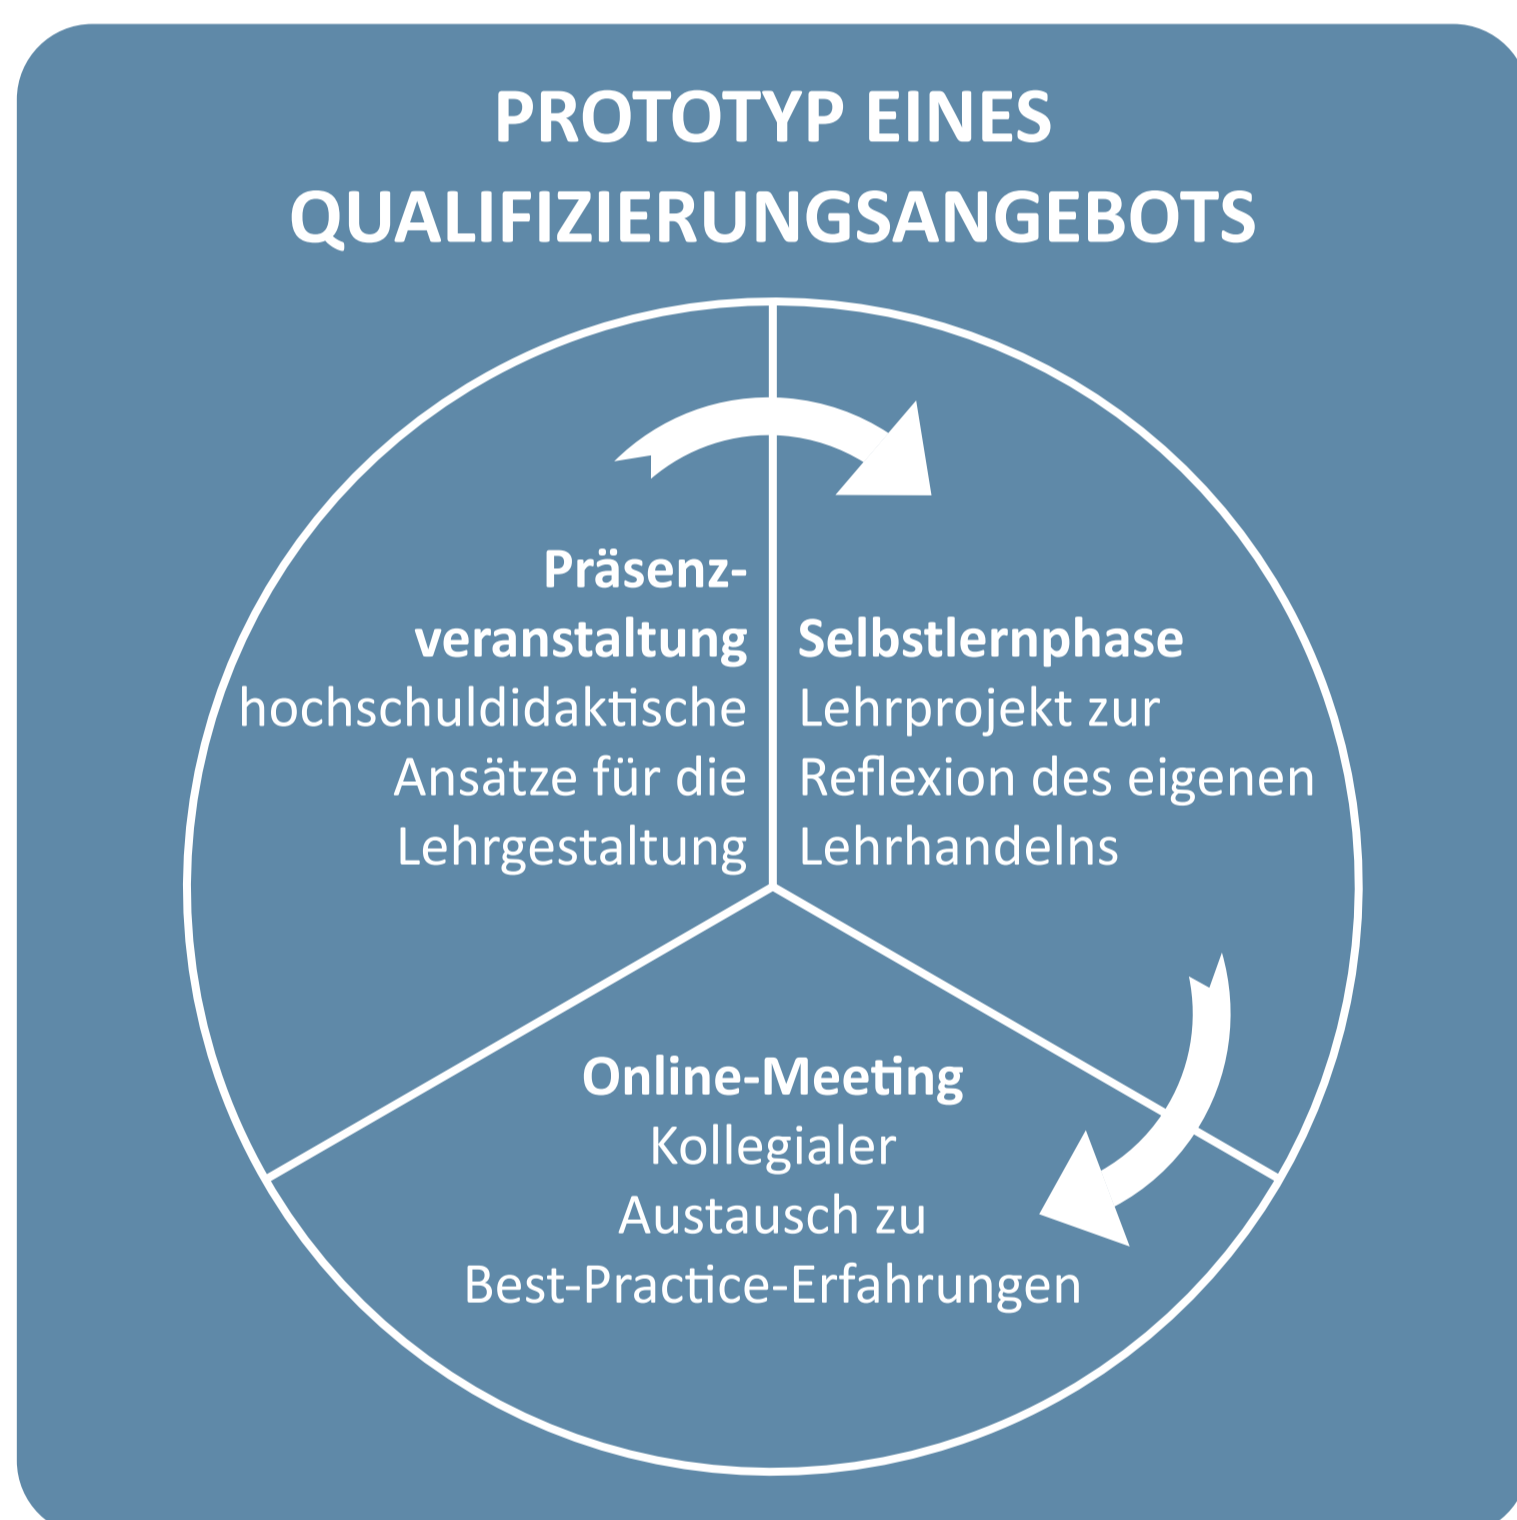 PROTOTYP EINES
QUALIFIZIERUNGSANGEBOTS
Präsenz-
veranstaltung
hochschuldidaktische
Ansätze für die
Lehrgestaltung
Selbstlernphase
Lehrprojekt zur
Reflexion des eigenen
Lehrhandelns
Online-Meeting
Kollegialer
Austausch zu
Best-Practice-Erfahrungen